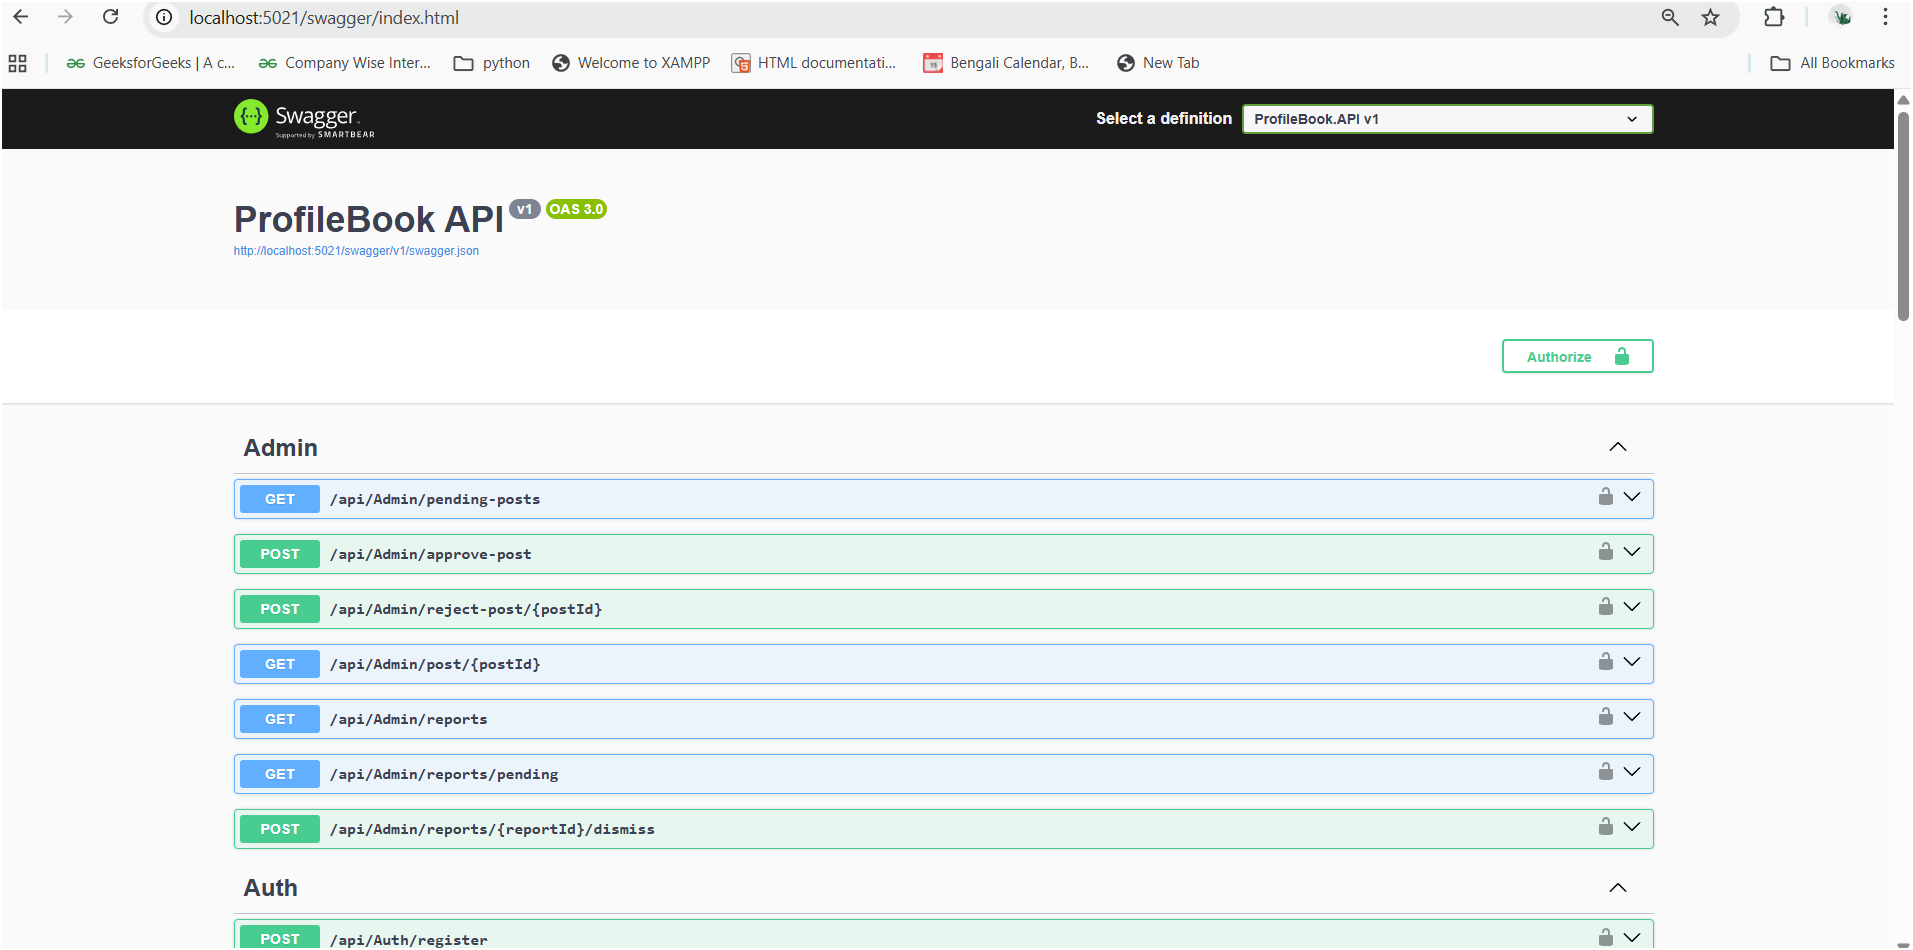 localhost:5021/swagger/index.html
GeeksforGeeks | A c... Company Wise Inter... python Welcome to XAMPP HTML documentati... Bengali Calendar, B... New Tab All Bookmarks
Swagger.
Supported by SMARTBEAR
Select a definition ProfileBook.API v1
ProfileBook API v1 OAS 3.0
http://localhost:5021/swagger/v1/swagger.json
Authorize
Admin
GET /api/Admin/pending-posts
POST /api/Admin/approve-post
POST /api/Admin/reject-post/{postId}
GET /api/Admin/post/{postId}
GET /api/Admin/reports
GET /api/Admin/reports/pending
POST /api/Admin/reports/{reportId}/dismiss
Auth
POST /api/Auth/register